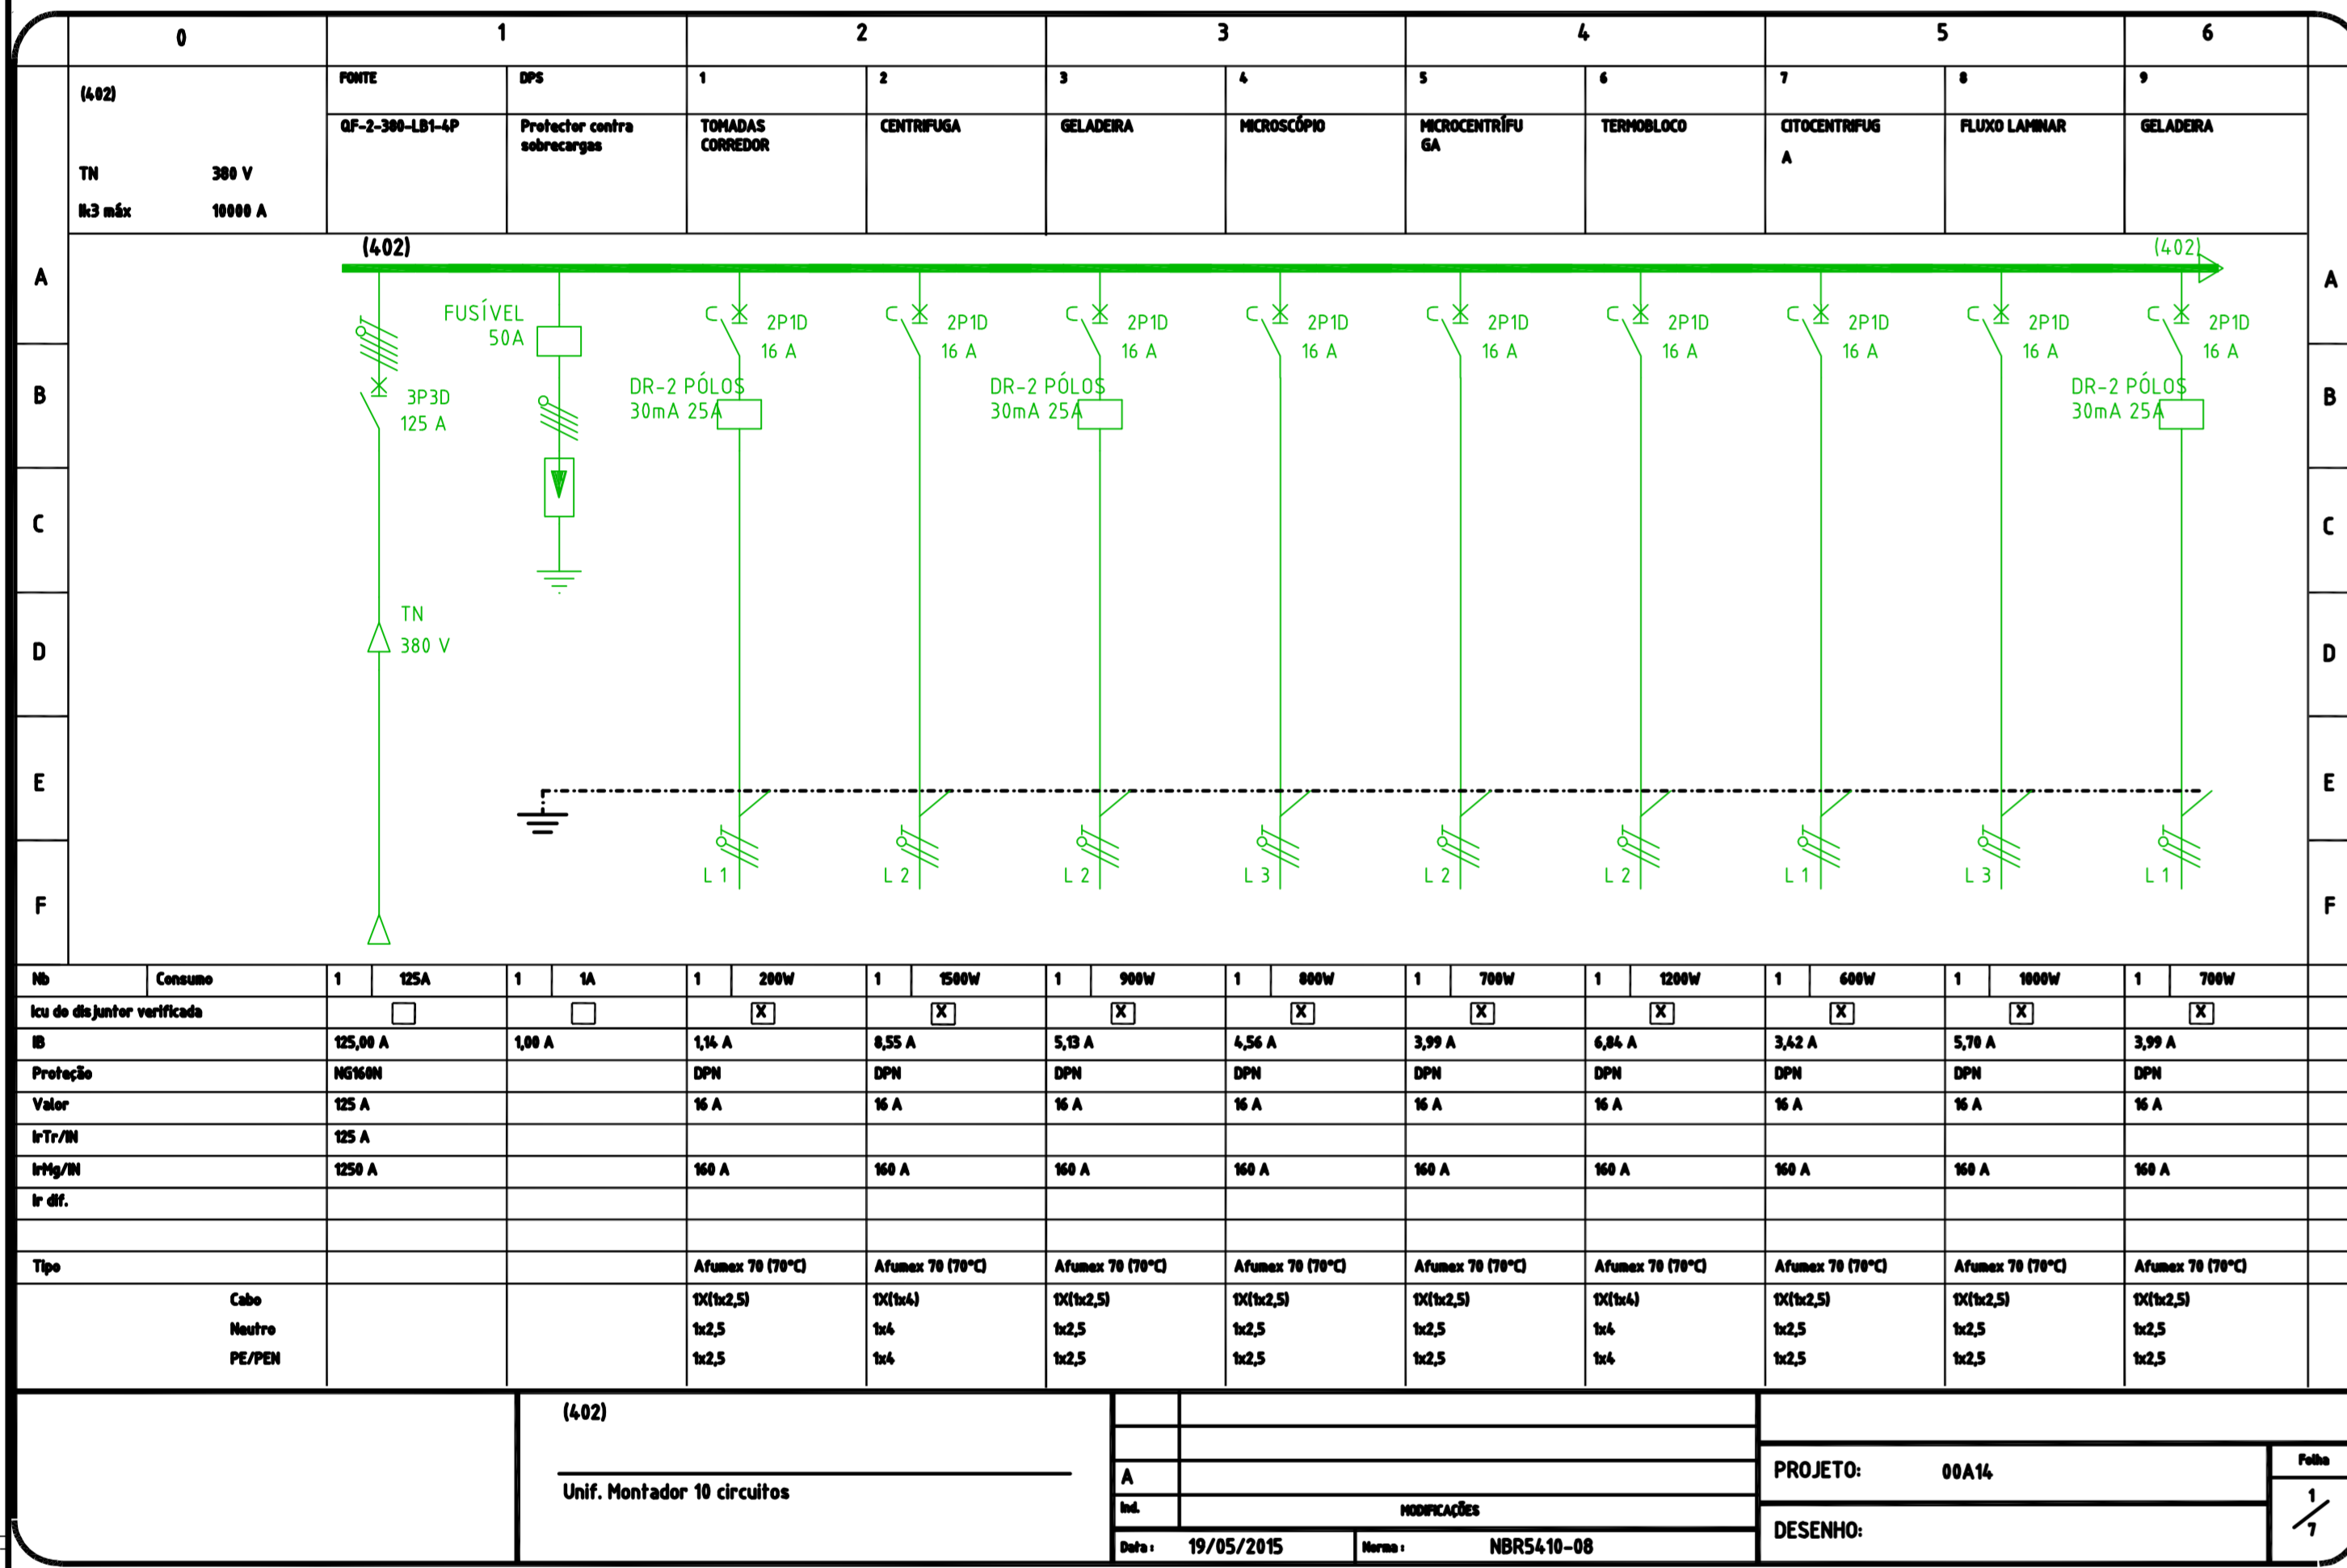 0 1 2 3 4 5 6
(402) FONTE DPS 1 2 3 4 5 6 7 8 9
QF-2-380-LB1-4P Protector contra TOMADAS CENTRIFUGA GELADEIRA MICROSCÓPIO MICROCENTRÍFU TERMOBLOCO CITOCENTRIFUG FLUXO LAMINAR GELADEIRA
sobrecargas CORREDOR GA A
TN 380 V
Ik3 máx 10000 A
(402) (402)
A A
FUSÍVEL 2P1D 2P1D 2P1D 2P1D 2P1D 2P1D 2P1D 2P1D 2P1D
50A 16 A 16 A 16 A 16 A 16 A 16 A 16 A 16 A 16 A
B 3P3D DR-2 PÓLOS DR-2 PÓLOS DR-2 PÓLOS B
125 A 30mA 25A 30mA 25A 30mA 25A
C C
TN
D 380 V D
E E
L 1 L 2 L 2 L 3 L 2 L 2 L 1 L 3 L 1
F F
Nb Consumo 1 125A 1 1A 1 200W 1 1500W 1 900W 1 800W 1 700W 1 1200W 1 600W 1 1000W 1 700W
Icu do disjuntor verificada X X X X X X X X X
IB 125,00 A 1,00 A 1,14 A 8,55 A 5,13 A 4,56 A 3,99 A 6,84 A 3,42 A 5,70 A 3,99 A
Proteção NG160N DPN DPN DPN DPN DPN DPN DPN DPN DPN
Valor 125 A 16 A 16 A 16 A 16 A 16 A 16 A 16 A 16 A 16 A
IrTr/IN 125 A
IrMg/IN 1250 A 160 A 160 A 160 A 160 A 160 A 160 A 160 A 160 A 160 A
Ir dif.
Tipo Afumex 70 (70°C) Afumex 70 (70°C) Afumex 70 (70°C) Afumex 70 (70°C) Afumex 70 (70°C) Afumex 70 (70°C) Afumex 70 (70°C) Afumex 70 (70°C) Afumex 70 (70°C)
Cabo 1X(1x2,5) 1X(1x4) 1X(1x2,5) 1X(1x2,5) 1X(1x2,5) 1X(1x4) 1X(1x2,5) 1X(1x2,5) 1X(1x2,5)
Neutro 1x2,5 1x4 1x2,5 1x2,5 1x2,5 1x4 1x2,5 1x2,5 1x2,5
PE/PEN 1x2,5 1x4 1x2,5 1x2,5 1x2,5 1x4 1x2,5 1x2,5 1x2,5
(402)
Unif. Montador 10 circuitos
A
Ind. MODIFICAÇÕES
Data : 19/05/2015 Norma : NBR5410-08
PROJETO: 00A14
DESENHO:
Folha
1/7